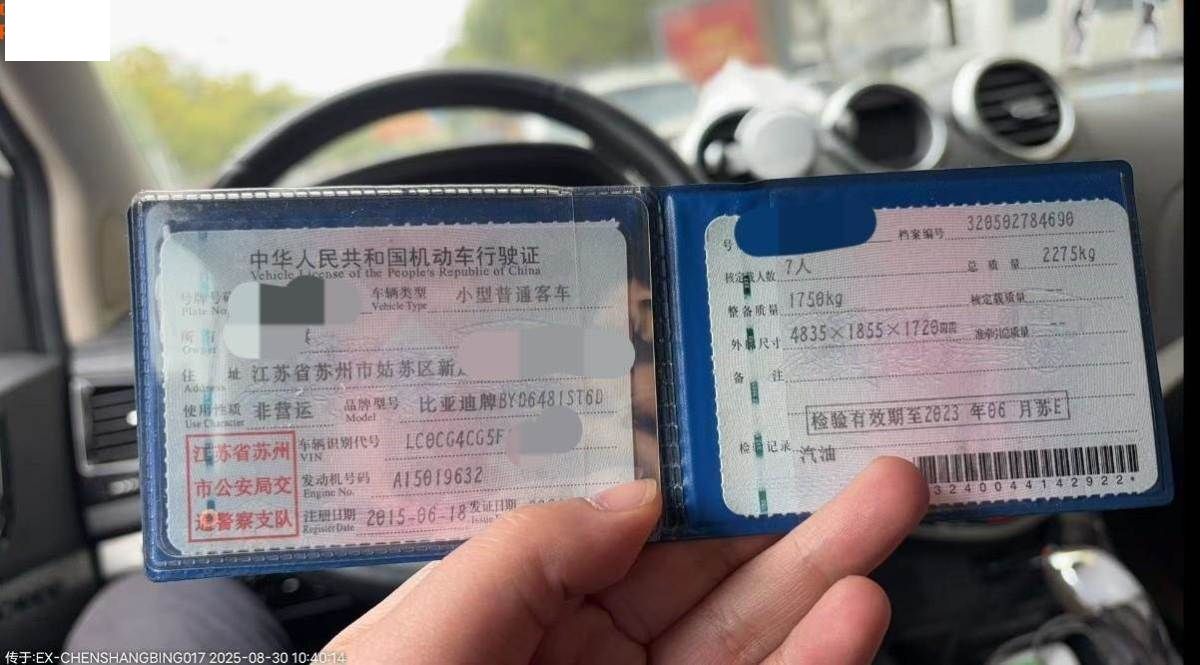 中华人民共和国机动车行驶证
Vehicle License of the People's Republic of China
号牌号码
Plate No.
车辆类型 小型普通客车
Vehicle Type
所 有
Owner
住 址 江苏省苏州市姑苏区新
Address
使用性质 非营运 品牌型号 比亚迪牌BYD6481ST6D
Use Character Model
江苏省苏州
市公安局交
通警察支队
车辆识别代号 LC0CG4CG5F
VIN
发动机号码 A15019632
Engine No.
注册日期 2015-06-18 发证日期
Register Date Issue
号
档案编号 320502784690
核定载人数 7人 总 质 量 2275kg
整备质量 1750kg 核定载质量 --
外廓尺寸 4835×1855×1720 准牵引总质量 --
备 注
检验有效期至2023 年06 月苏E
检验记录
汽油
3240044142922*
传于:EX-CHENSHANGBING017 2025-08-30 10:40:14